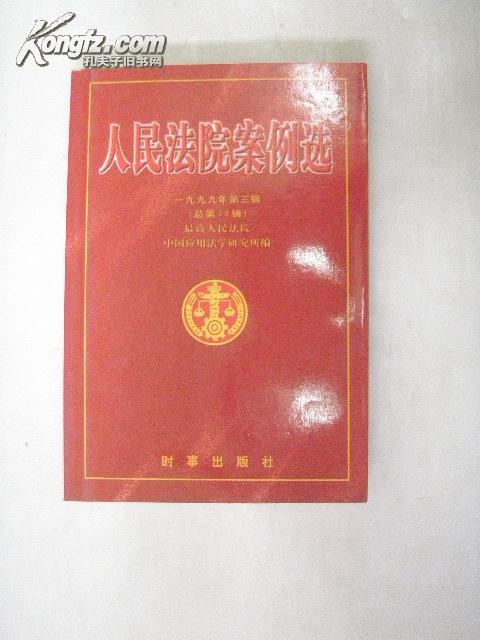 Kongfz.com
孔夫子旧书网
人民法院案例选
一九九九年第三辑
（总第29辑）
最高人民法院
中国应用法学研究所编
时事出版社